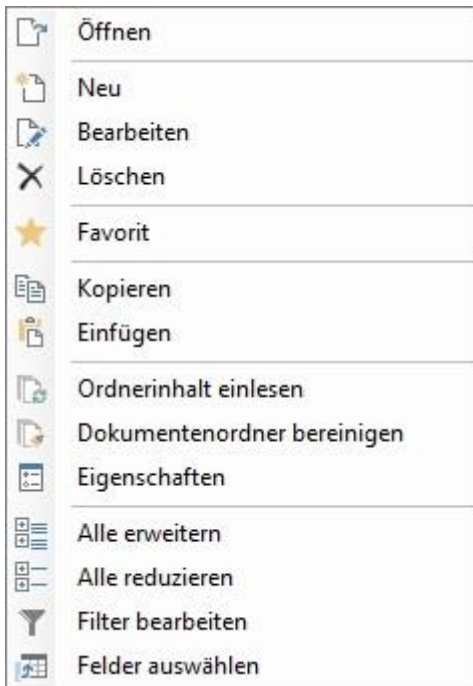 Öffnen
Neu
Bearbeiten
Löschen
Favorit
Kopieren
Einfügen
Ordnerinhalt einlesen
Dokumentenordner bereinigen
Eigenschaften
Alle erweitern
Alle reduzieren
Filter bearbeiten
Felder auswählen